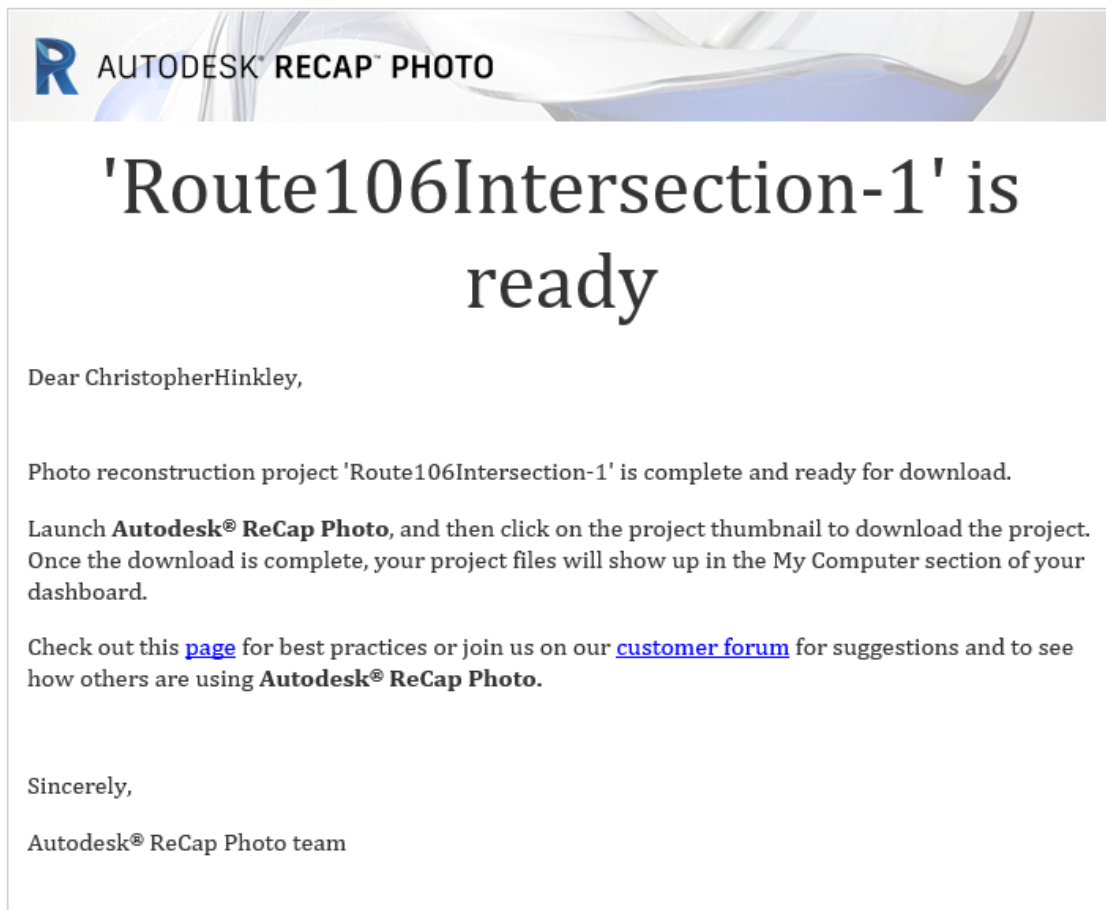 AUTODESK® RECAP™ PHOTO
'Route106Intersection-1' is
ready
Dear ChristopherHinkley,
Photo reconstruction project 'Route106Intersection-1' is complete and ready for download.
Launch Autodesk® ReCap Photo, and then click on the project thumbnail to download the project.
Once the download is complete, your project files will show up in the My Computer section of your
dashboard.
Check out this page for best practices or join us on our customer forum for suggestions and to see
how others are using Autodesk® ReCap Photo.
Sincerely,
Autodesk® ReCap Photo team